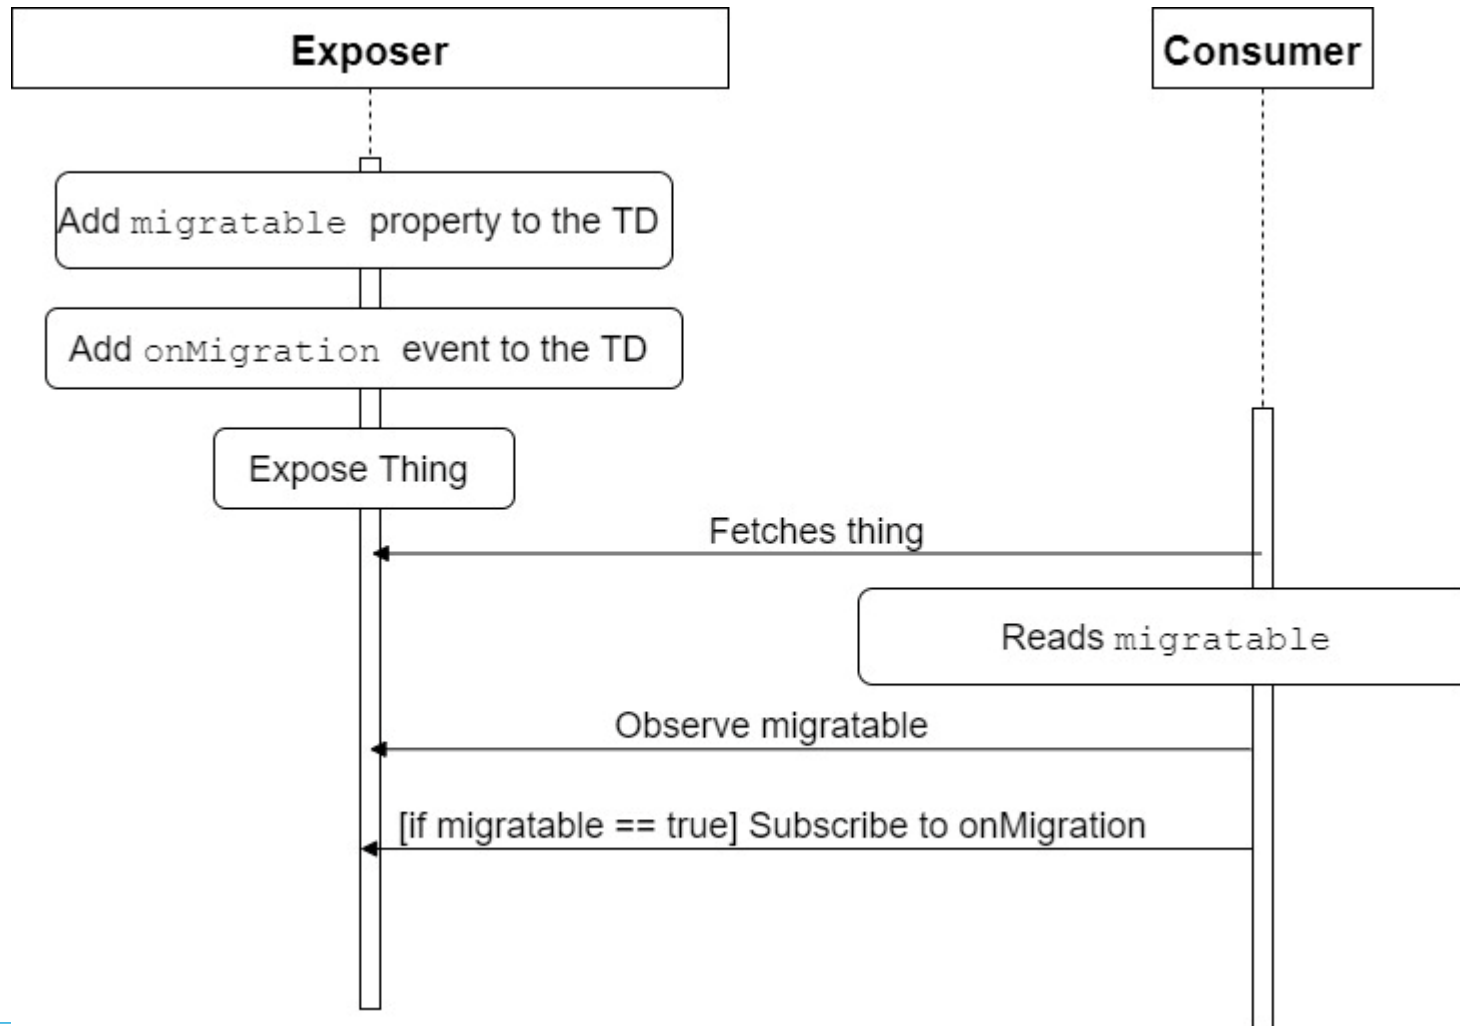 Exposer
Consumer
Add migratable property to the TD
Add onMigration event to the TD
Expose Thing
Fetches thing
Reads migratable
Observe migratable
[if migratable == true] Subscribe to onMigration